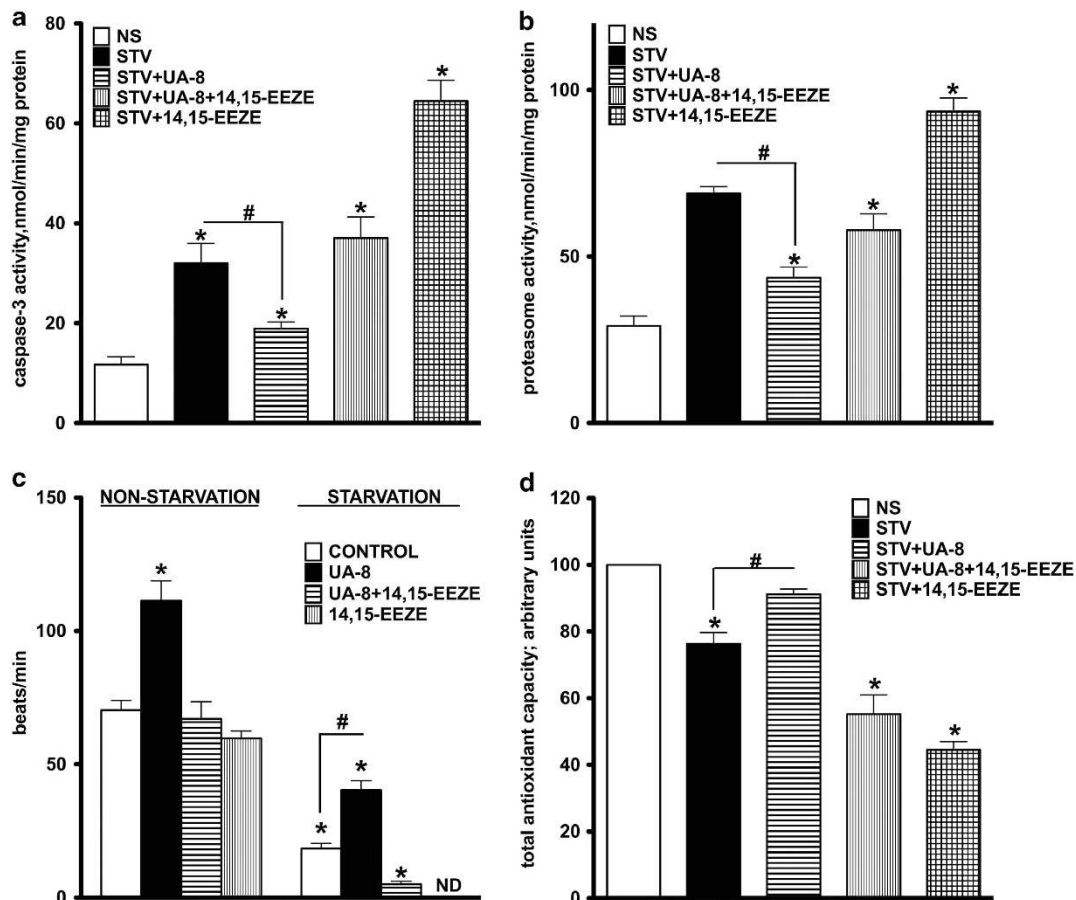 a
80
60
40
20
0
caspase-3 activity,nmol/min/mg protein
NS
STV
STV+UA-8
STV+UA-8+14,15-EEZE
STV+14,15-EEZE
*
#
*
*
*
b
100
50
0
proteasome activity,nmol/min/mg protein
NS
STV
STV+UA-8
STV+UA-8+14,15-EEZE
STV+14,15-EEZE
#
*
*
*
c
150
100
50
0
beats/min
NON-STARVATION
STARVATION
CONTROL
UA-8
UA-8+14,15-EEZE
14,15-EEZE
*
#
*
*
*
ND
d
120
100
80
60
40
20
0
total antioxidant capacity; arbitrary units
NS
STV
STV+UA-8
STV+UA-8+14,15-EEZE
STV+14,15-EEZE
#
*
*
*